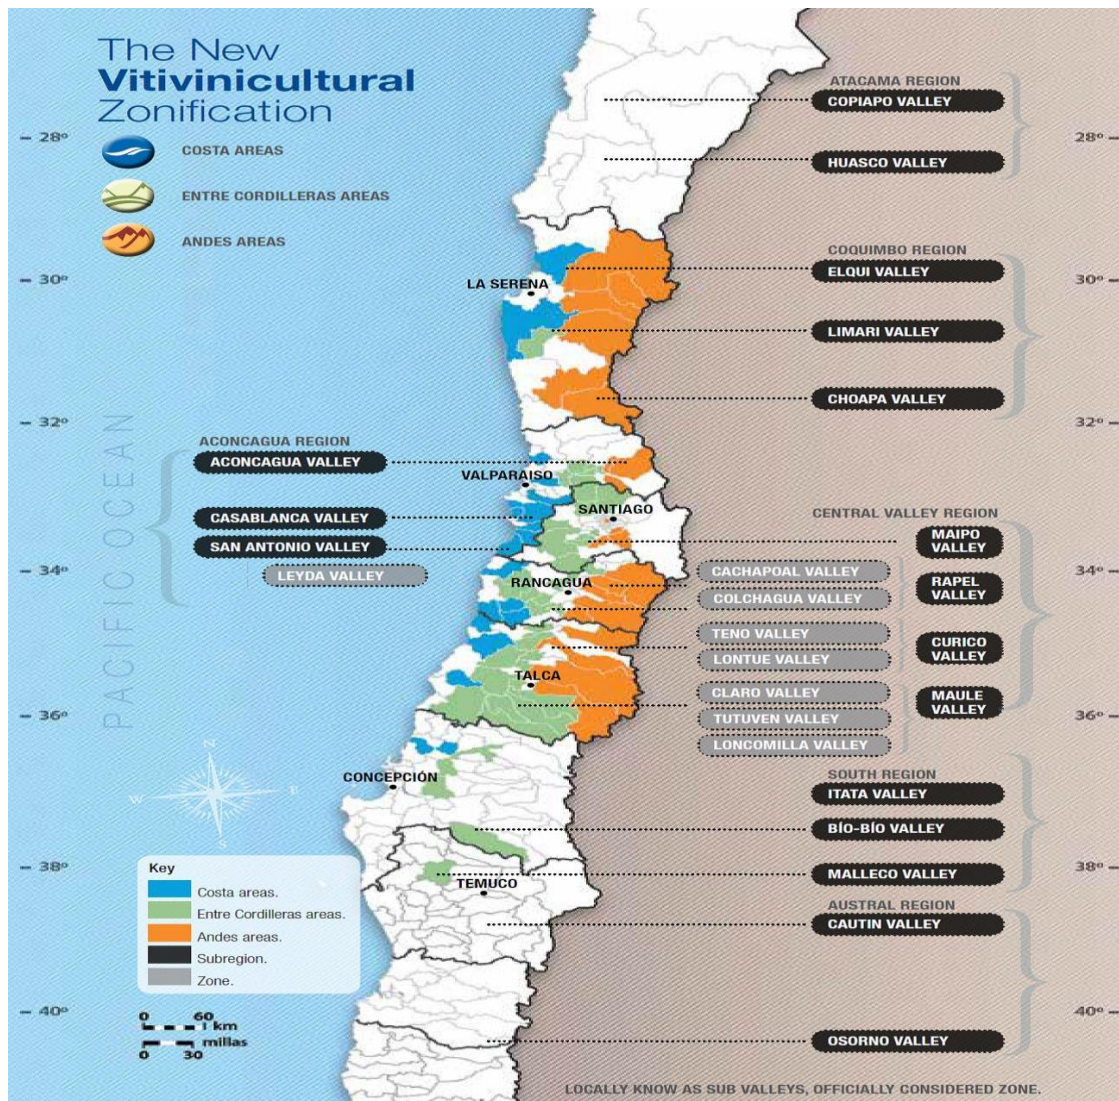 The New
Vitivinicultural
Zonification
COSTA AREAS
ENTRE CORDILLERAS AREAS
ANDES AREAS
28º
30º
32º
34º
36º
38º
40º
28º
30º
32º
34º
36º
38º
40º
PACIFIC OCEAN
ATACAMA REGION
COPIAPO VALLEY
HUASCO VALLEY
COQUIMBO REGION
ELQUI VALLEY
LIMARI VALLEY
CHOAPA VALLEY
ACONCAGUA REGION
ACONCAGUA VALLEY
CASABLANCA VALLEY
SAN ANTONIO VALLEY
LEYDA VALLEY
CENTRAL VALLEY REGION
MAIPO
VALLEY
CACHAPOAL VALLEY
COLCHAGUA VALLEY
RAPEL
VALLEY
TENO VALLEY
LONTUE VALLEY
CURICO
VALLEY
CLARO VALLEY
TUTUVEN VALLEY
LONCOMILLA VALLEY
MAULE
VALLEY
SOUTH REGION
ITATA VALLEY
BÍO-BÍO VALLEY
MALLECO VALLEY
AUSTRAL REGION
CAUTIN VALLEY
OSORNO VALLEY
LA SERENA
VALPARAISO
SANTIAGO
RANCAGUA
TALCA
CONCEPCIÓN
TEMUCO
N
W
E
S
Key
Costa areas.
Entre Cordilleras areas.
Andes areas.
Subregion.
Zone.
0 60
km
millas
0 30
LOCALLY KNOW AS SUB VALLEYS, OFFICIALLY CONSIDERED ZONE.